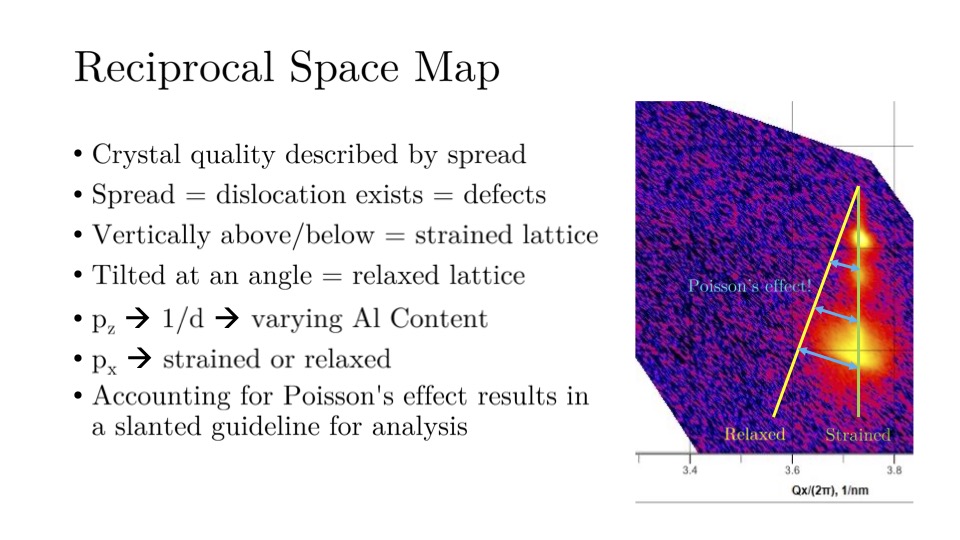 Reciprocal Space Map
• Crystal quality described by spread
• Spread = dislocation exists = defects
• Vertically above/below = strained lattice
• Tilted at an angle = relaxed lattice
• pz → 1/d → varying Al Content
• px → strained or relaxed
• Accounting for Poisson's effect results in
a slanted guideline for analysis
Poisson's effect!
Relaxed Strained
3.4 3.6 3.8
Qx/(2π), 1/nm